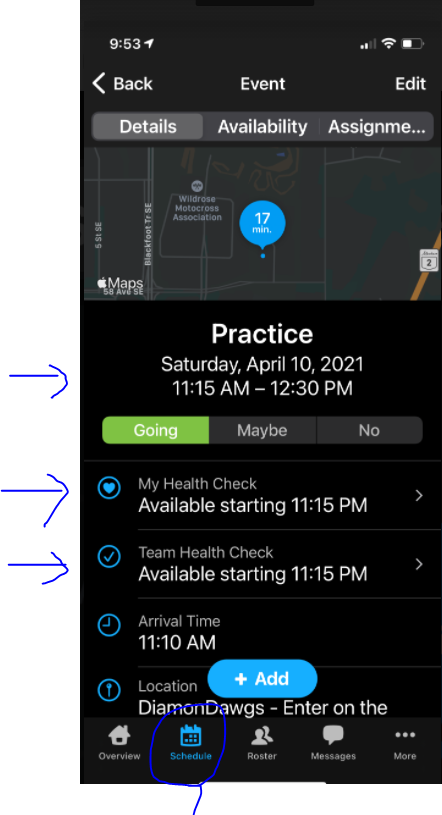 9:53
Back Event Edit
Details Availability Assignme...
Wildrose
Motocross
Association
17
min.
5 St SE
Blackfoot Tr SE
2
Maps
58 Ave SE
Practice
Saturday, April 10, 2021
11:15 AM – 12:30 PM
Going Maybe No
My Health Check
Available starting 11:15 PM
Team Health Check
Available starting 11:15 PM
Arrival Time
11:10 AM
+ Add
Location
DiamonDawgs - Enter on the
Overview Schedule Roster Messages More